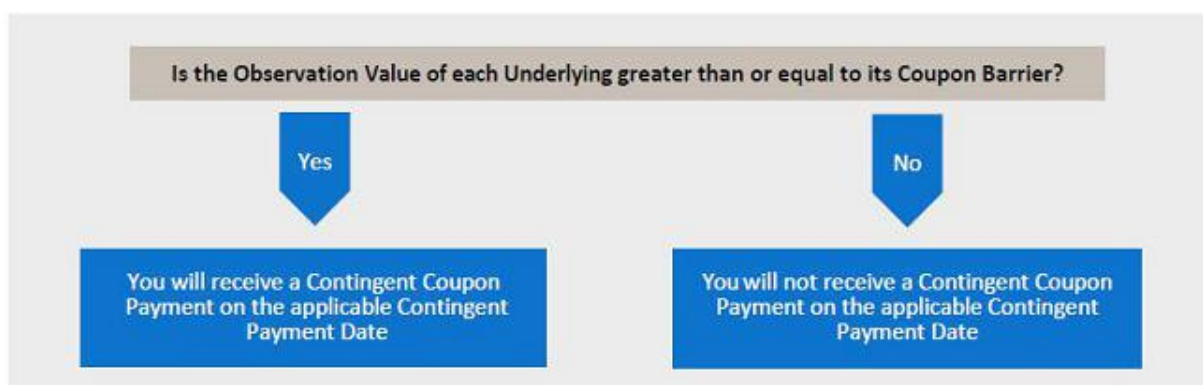 Is the Observation Value of each Underlying greater than or equal to its Coupon Barrier?
Yes
No
You will receive a Contingent Coupon
Payment on the applicable Contingent
Payment Date
You will not receive a Contingent Coupon
Payment on the applicable Contingent
Payment Date